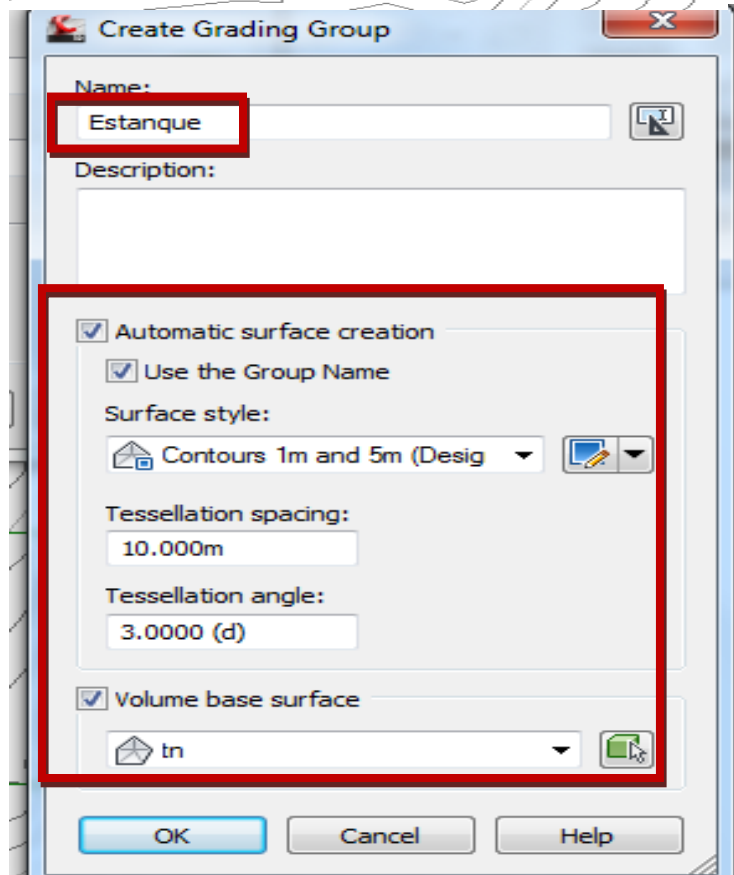 Create Grading Group
Name:
Estanque
Description:
Automatic surface creation
Use the Group Name
Surface style:
Contours 1m and 5m (Desig
Tessellation spacing:
10.000m
Tessellation angle:
3.0000 (d)
Volume base surface
tn
OK Cancel Help